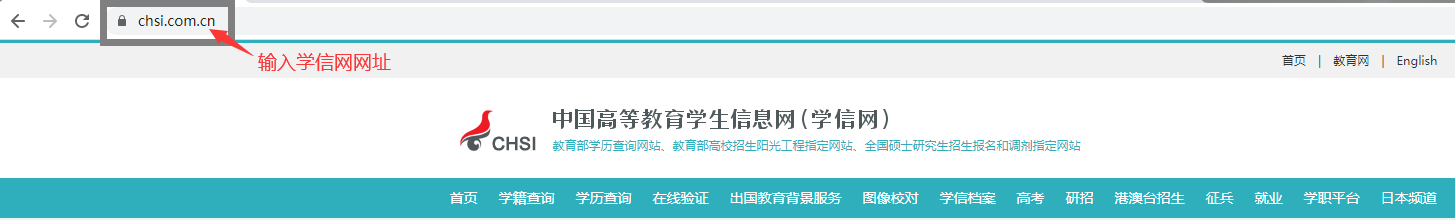 chsi.com.cn
输入学信网网址
首页 | 教育网 | English
CHSI
中国高等教育学生信息网(学信网)
教育部学历查询网站、教育部高校招生阳光工程指定网站、全国硕士研究生招生报名和调剂指定网站
首页 学籍查询 学历查询 在线验证 出国教育背景服务 图像校对 学信档案 高考 研招 港澳台招生 征兵 就业 学职平台 日本频道